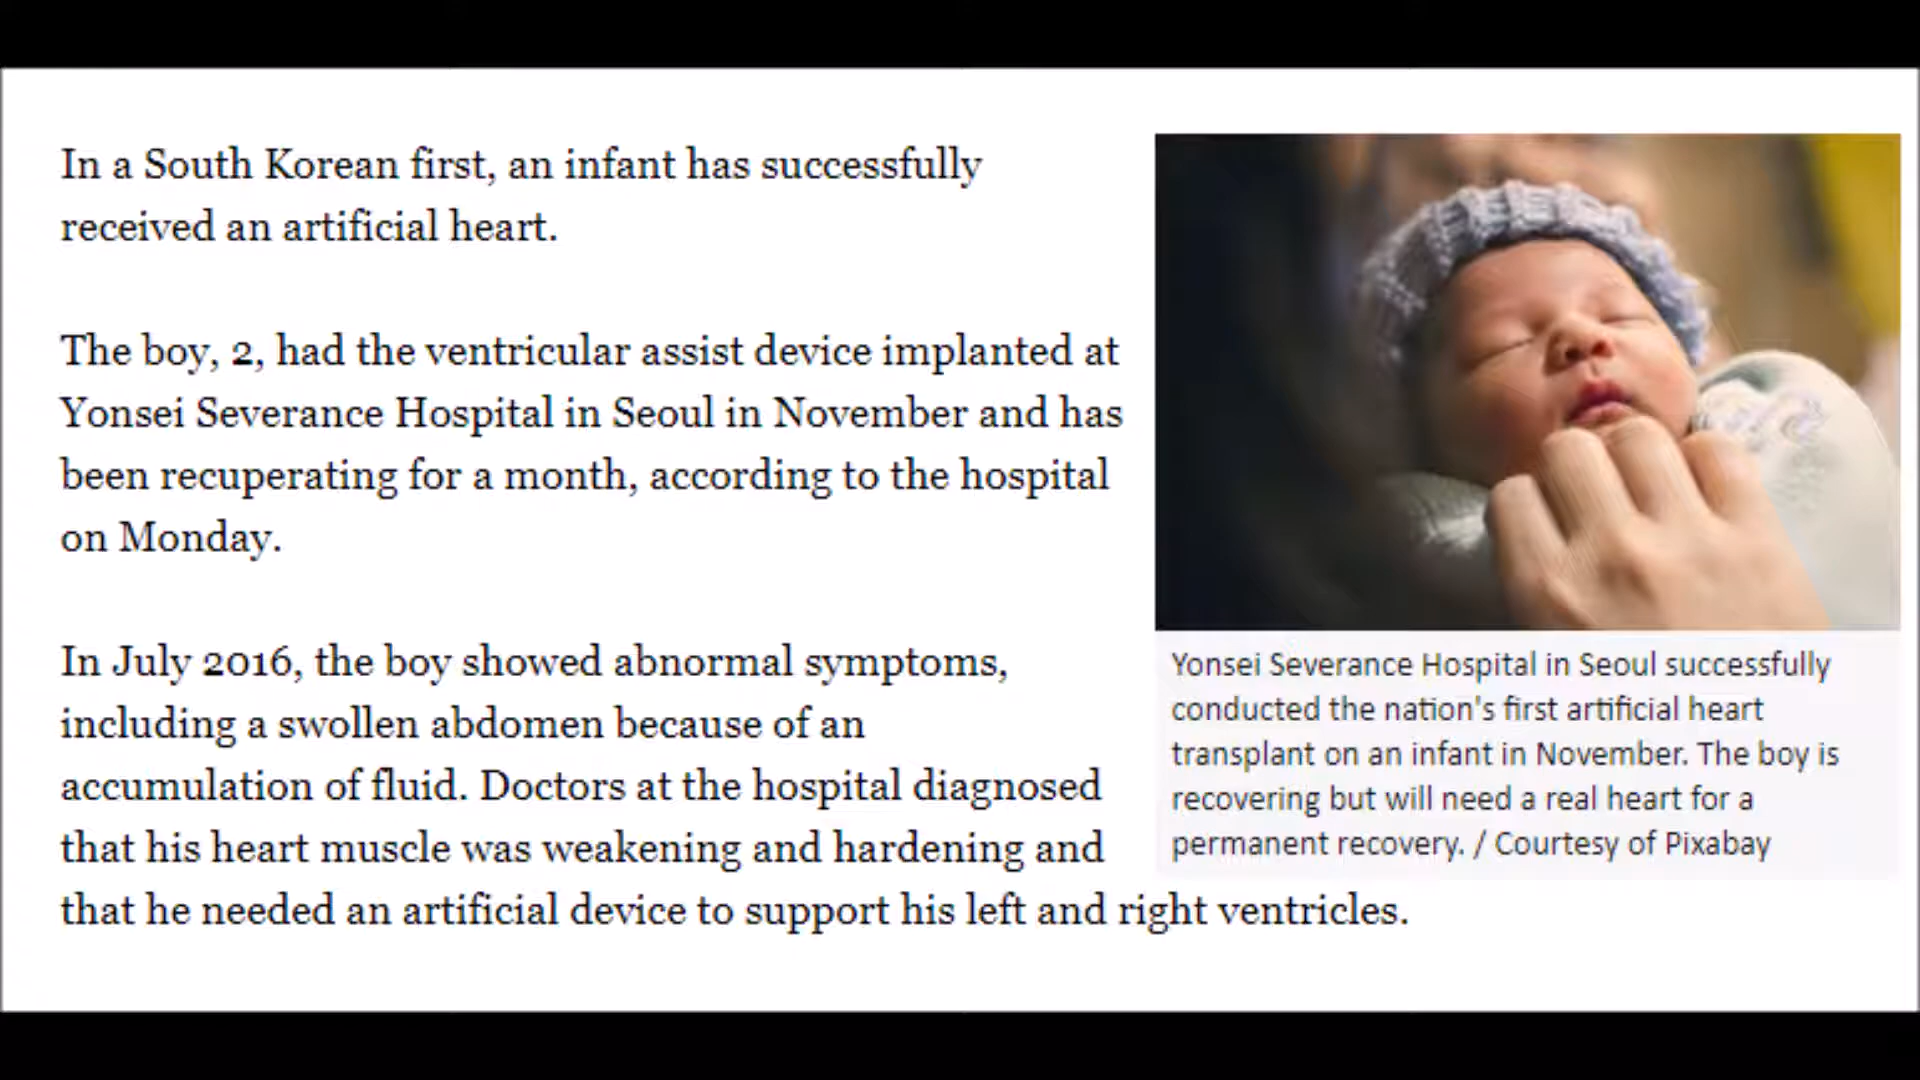 In a South Korean first, an infant has successfully
received an artificial heart.
The boy, 2, had the ventricular assist device implanted at
Yonsei Severance Hospital in Seoul in November and has
been recuperating for a month, according to the hospital
on Monday.
In July 2016, the boy showed abnormal symptoms,
including a swollen abdomen because of an
accumulation of fluid. Doctors at the hospital diagnosed
that his heart muscle was weakening and hardening and
that he needed an artificial device to support his left and right ventricles.
Yonsei Severance Hospital in Seoul successfully
conducted the nation's first artificial heart
transplant on an infant in November. The boy is
recovering but will need a real heart for a
permanent recovery. / Courtesy of Pixabay